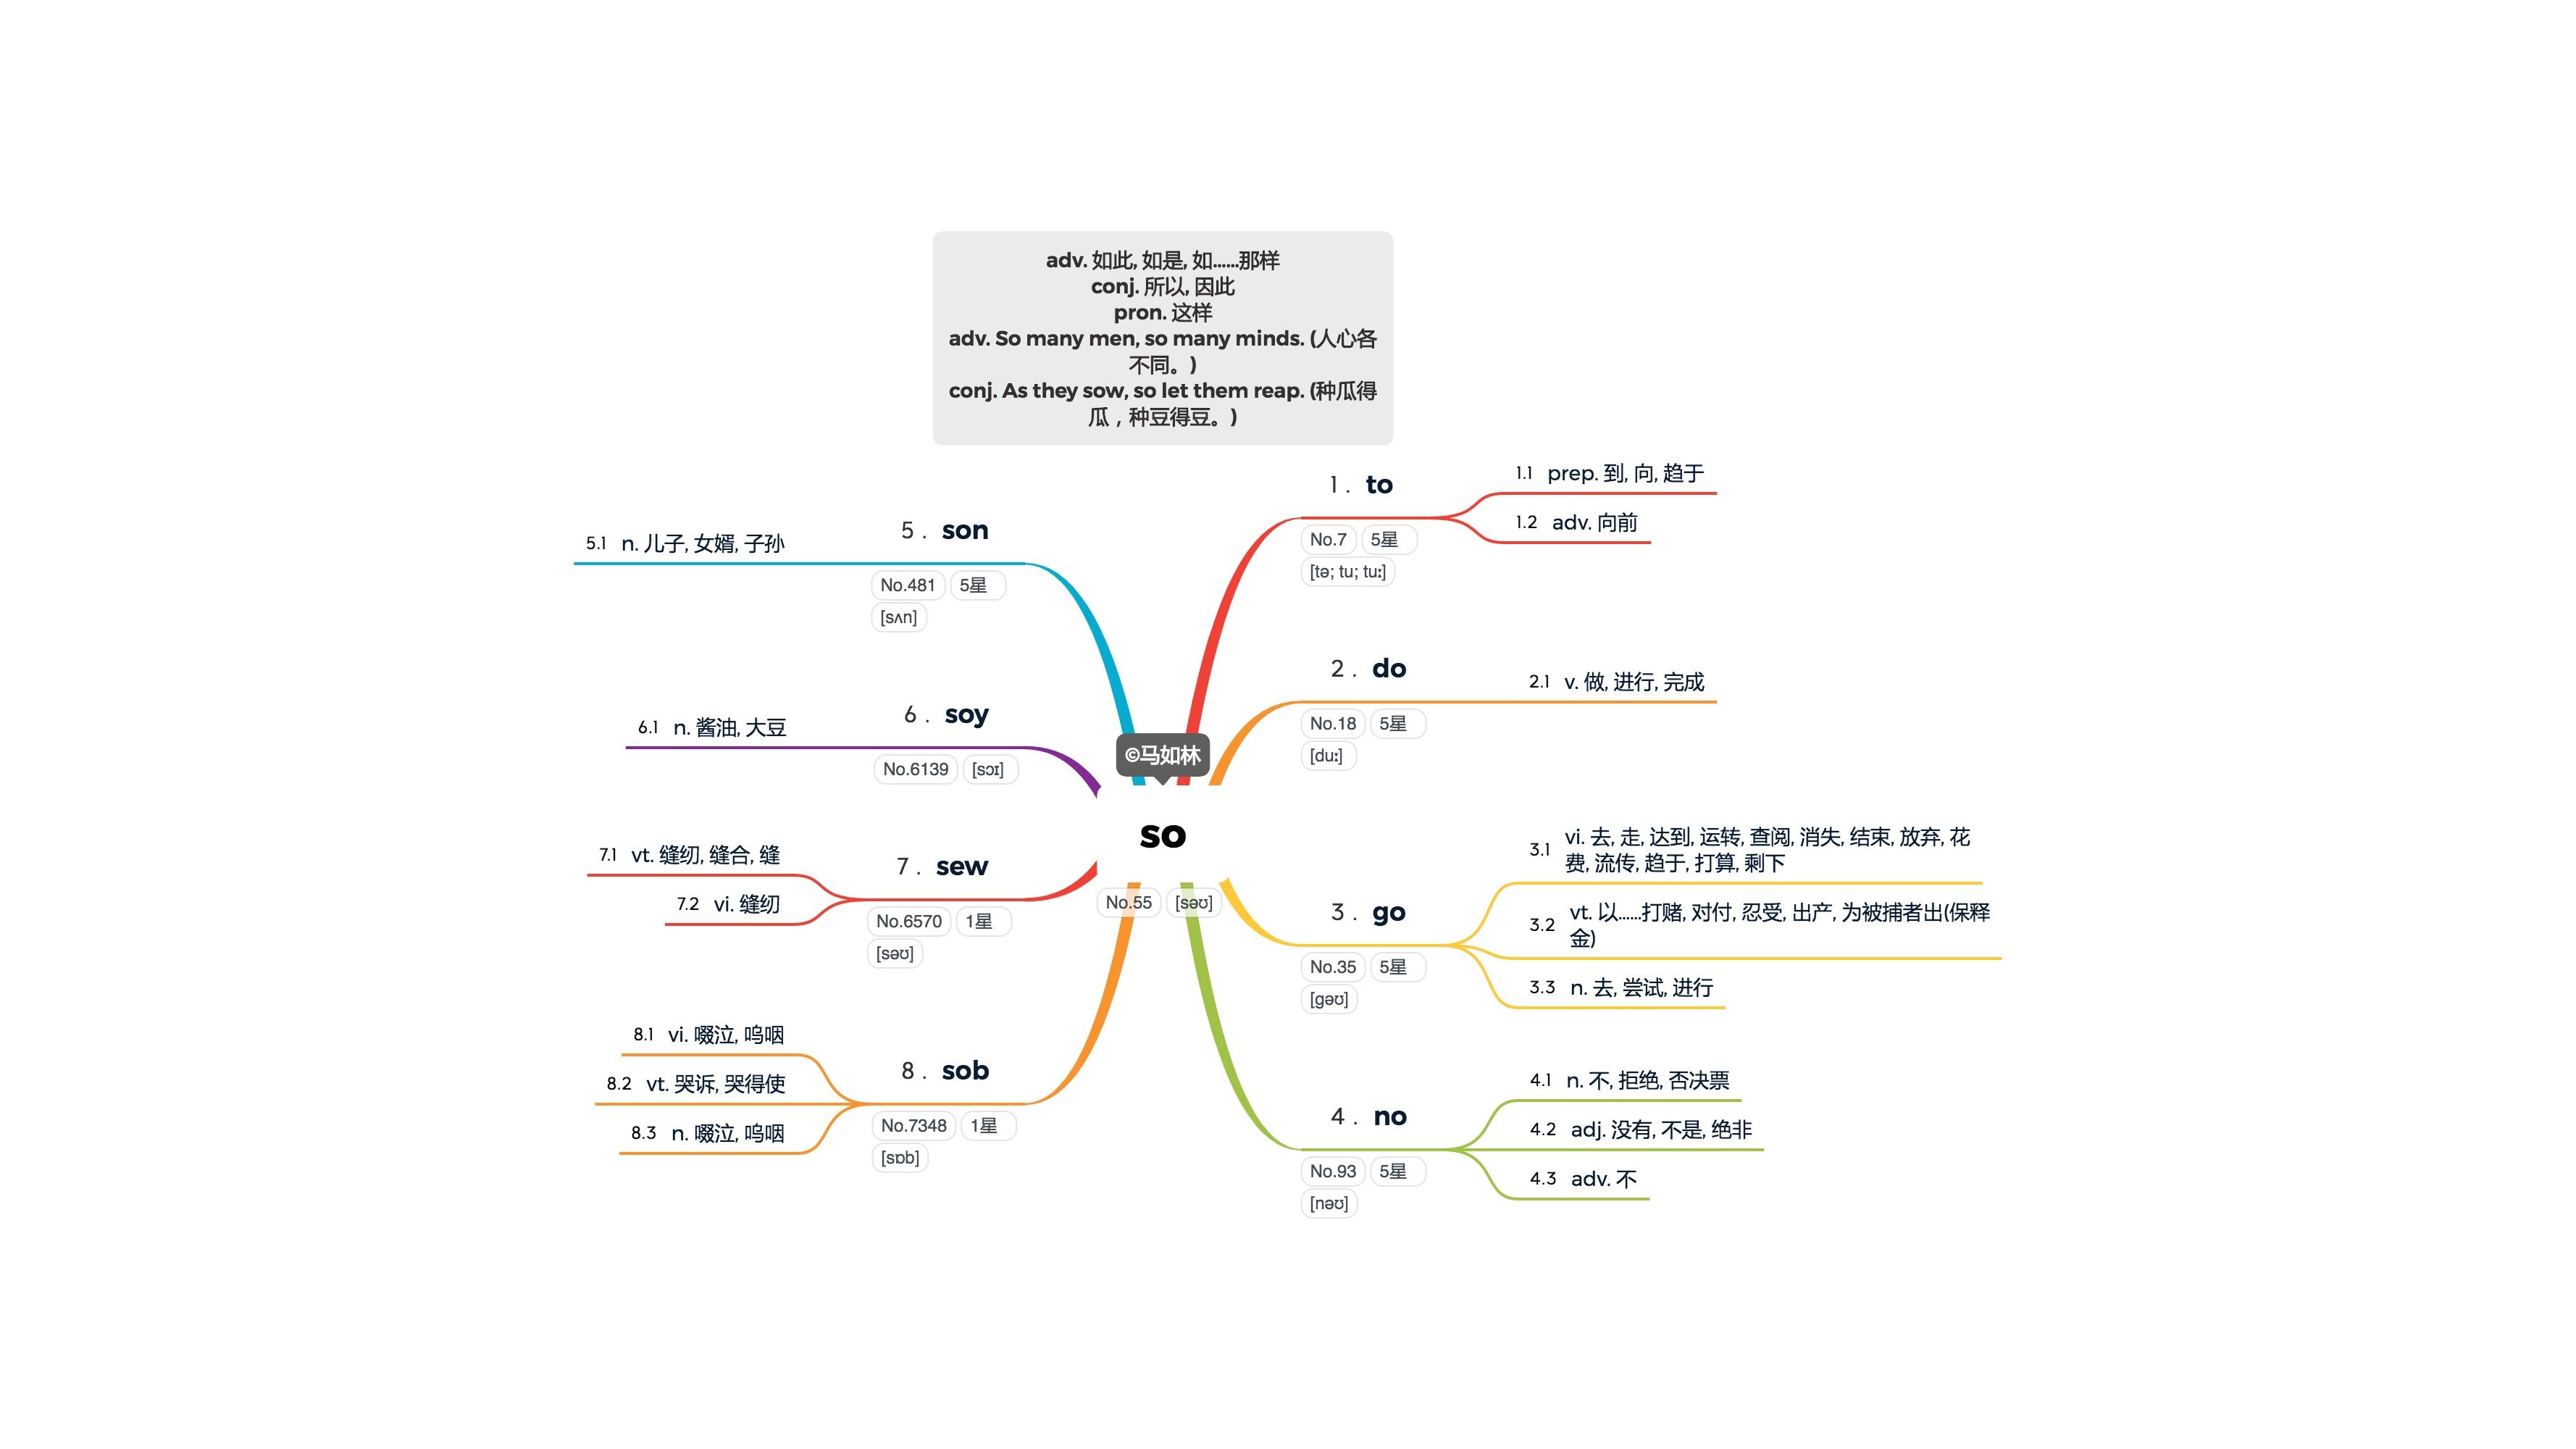 adv. 如此, 如是, 如......那样
conj. 所以, 因此
pron. 这样
adv. So many men, so many minds. (人心各
不同。)
conj. As they sow, so let them reap. (种瓜得
瓜，种豆得豆。)
©马如林
so
No.55 [səʊ]
1. to
No.7 5星
[tə; tu; tuː]
1.1 prep. 到, 向, 趋于
1.2 adv. 向前
2. do
No.18 5星
[duː]
2.1 v. 做, 进行, 完成
3. go
No.35 5星
[gəʊ]
3.1 vi. 去, 走, 达到, 运转, 查阅, 消失, 结束, 放弃, 花
费, 流传, 趋于, 打算, 剩下
3.2 vt. 以......打赌, 对付, 忍受, 出产, 为被捕者出(保释
金)
3.3 n. 去, 尝试, 进行
4. no
No.93 5星
[nəʊ]
4.1 n. 不, 拒绝, 否决票
4.2 adj. 没有, 不是, 绝非
4.3 adv. 不
5. son
No.481 5星
[sʌn]
5.1 n. 儿子, 女婿, 子孙
6. soy
No.6139 [sɔɪ]
6.1 n. 酱油, 大豆
7. sew
No.6570 1星
[səʊ]
7.1 vt. 缝纫, 缝合, 缝
7.2 vi. 缝纫
8. sob
No.7348 1星
[sɒb]
8.1 vi. 啜泣, 呜咽
8.2 vt. 哭诉, 哭得使
8.3 n. 啜泣, 呜咽